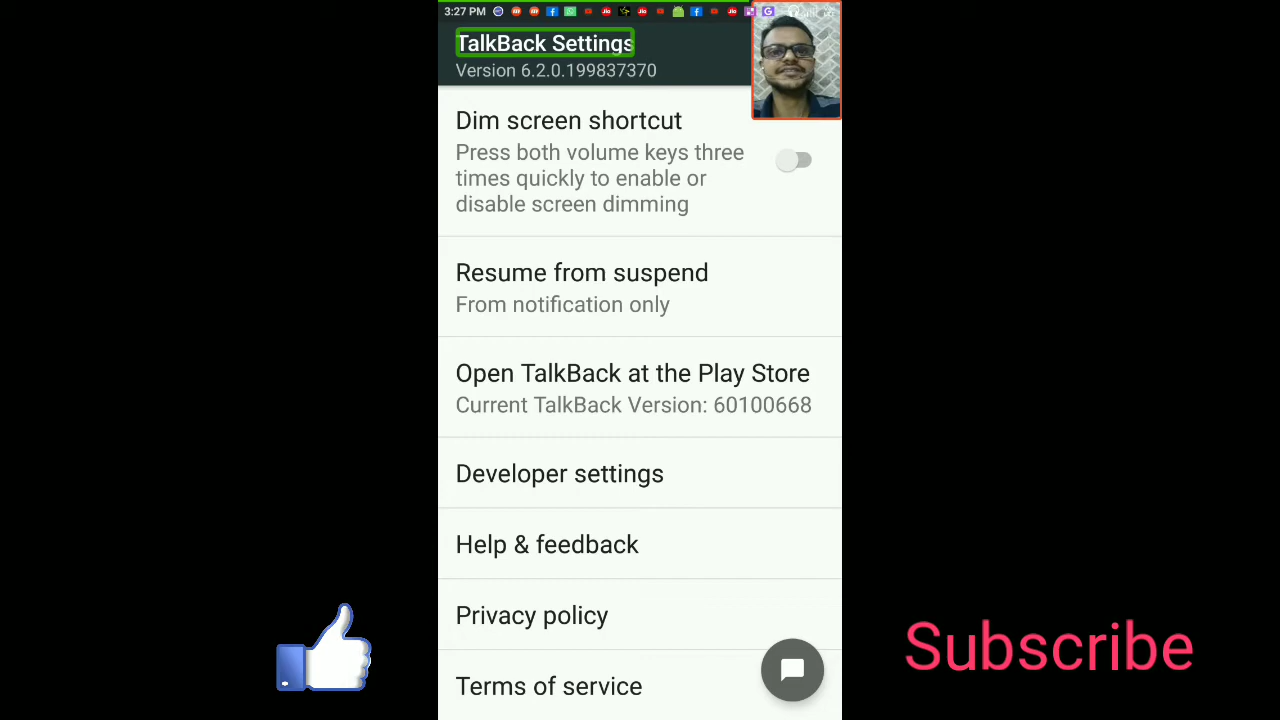 3:27 PM
TalkBack Settings
Version 6.2.0.199837370
Dim screen shortcut
Press both volume keys three
times quickly to enable or
disable screen dimming
Resume from suspend
From notification only
Open TalkBack at the Play Store
Current TalkBack Version: 60100668
Developer settings
Help & feedback
Privacy policy
Terms of service
Subscribe